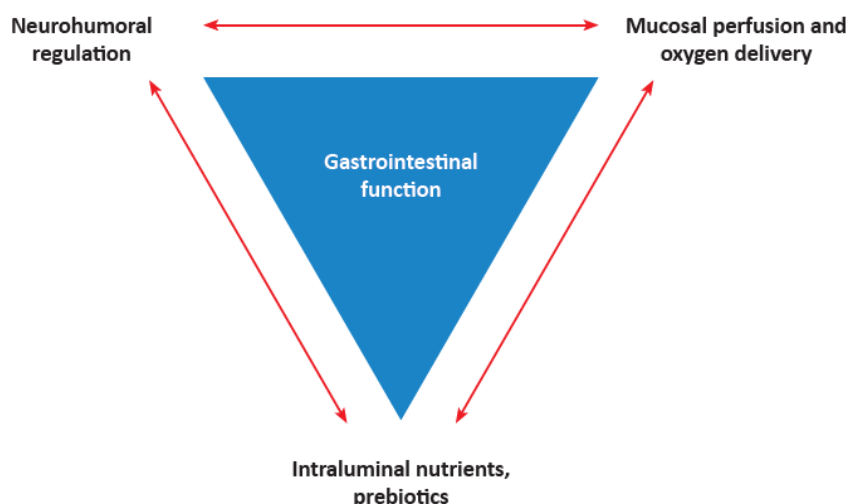 Neurohumoral
regulation
Mucosal perfusion and
oxygen delivery
Gastrointestinal
function
Intraluminal nutrients,
prebiotics